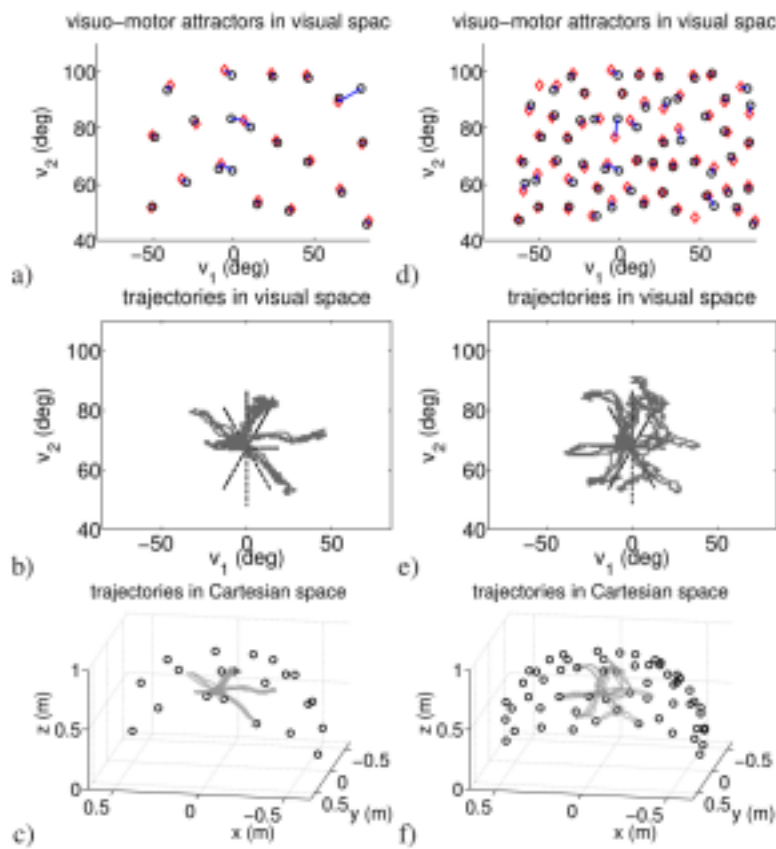 visuo-motor attractors in visual spac
visuo-motor attractors in visual spac
100
80
60
40
v2 (deg)
-50
0
50
v1 (deg)
a)
100
80
60
40
v2 (deg)
-50
0
50
v1 (deg)
d)
trajectories in visual space
trajectories in visual space
100
80
60
40
v2 (deg)
-50
0
50
v1 (deg)
b)
100
80
60
40
v2 (deg)
-50
0
50
v1 (deg)
e)
trajectories in Cartesian space
trajectories in Cartesian space
1
0.5
0
z (m)
0.5
0
-0.5
x (m)
0.5
0
-0.5
y (m)
c)
1
0.5
0
z (m)
0.5
0
-0.5
x (m)
0.5
0
-0.5
y (m)
f)